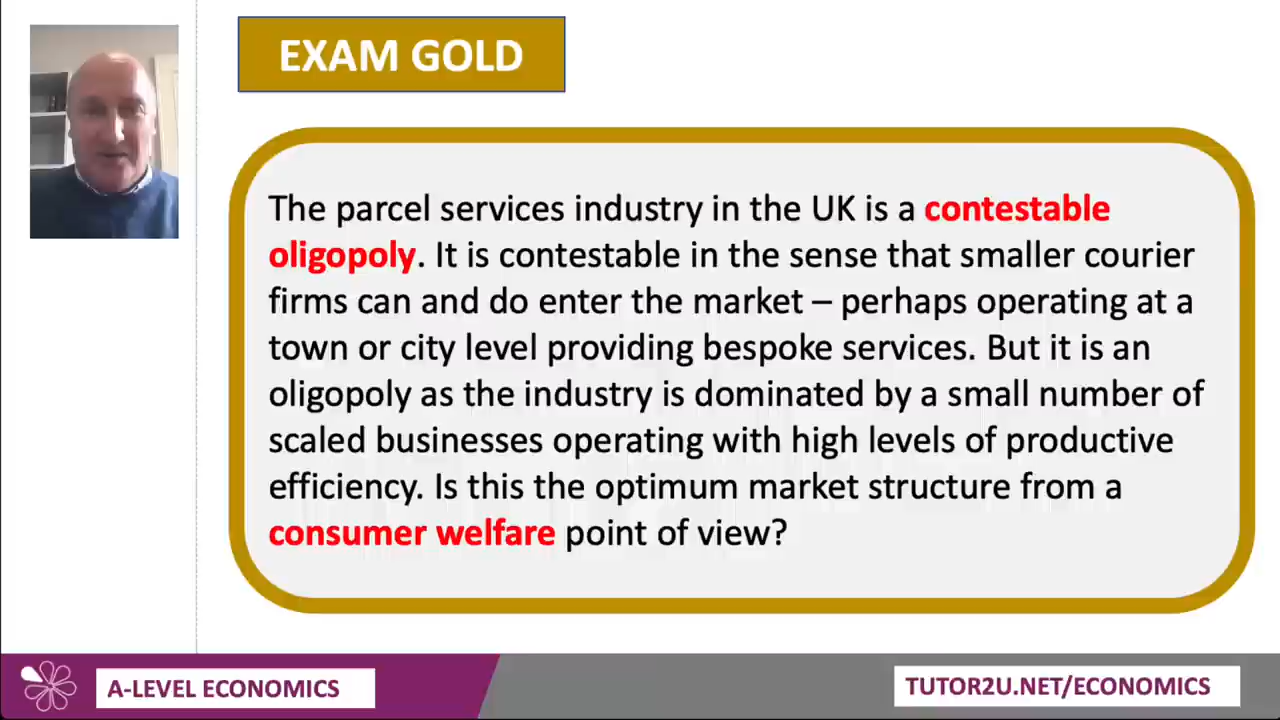 EXAM GOLD
The parcel services industry in the UK is a contestable
oligopoly. It is contestable in the sense that smaller courier
firms can and do enter the market – perhaps operating at a
town or city level providing bespoke services. But it is an
oligopoly as the industry is dominated by a small number of
scaled businesses operating with high levels of productive
efficiency. Is this the optimum market structure from a
consumer welfare point of view?
A-LEVEL ECONOMICS
TUTOR2U.NET/ECONOMICS